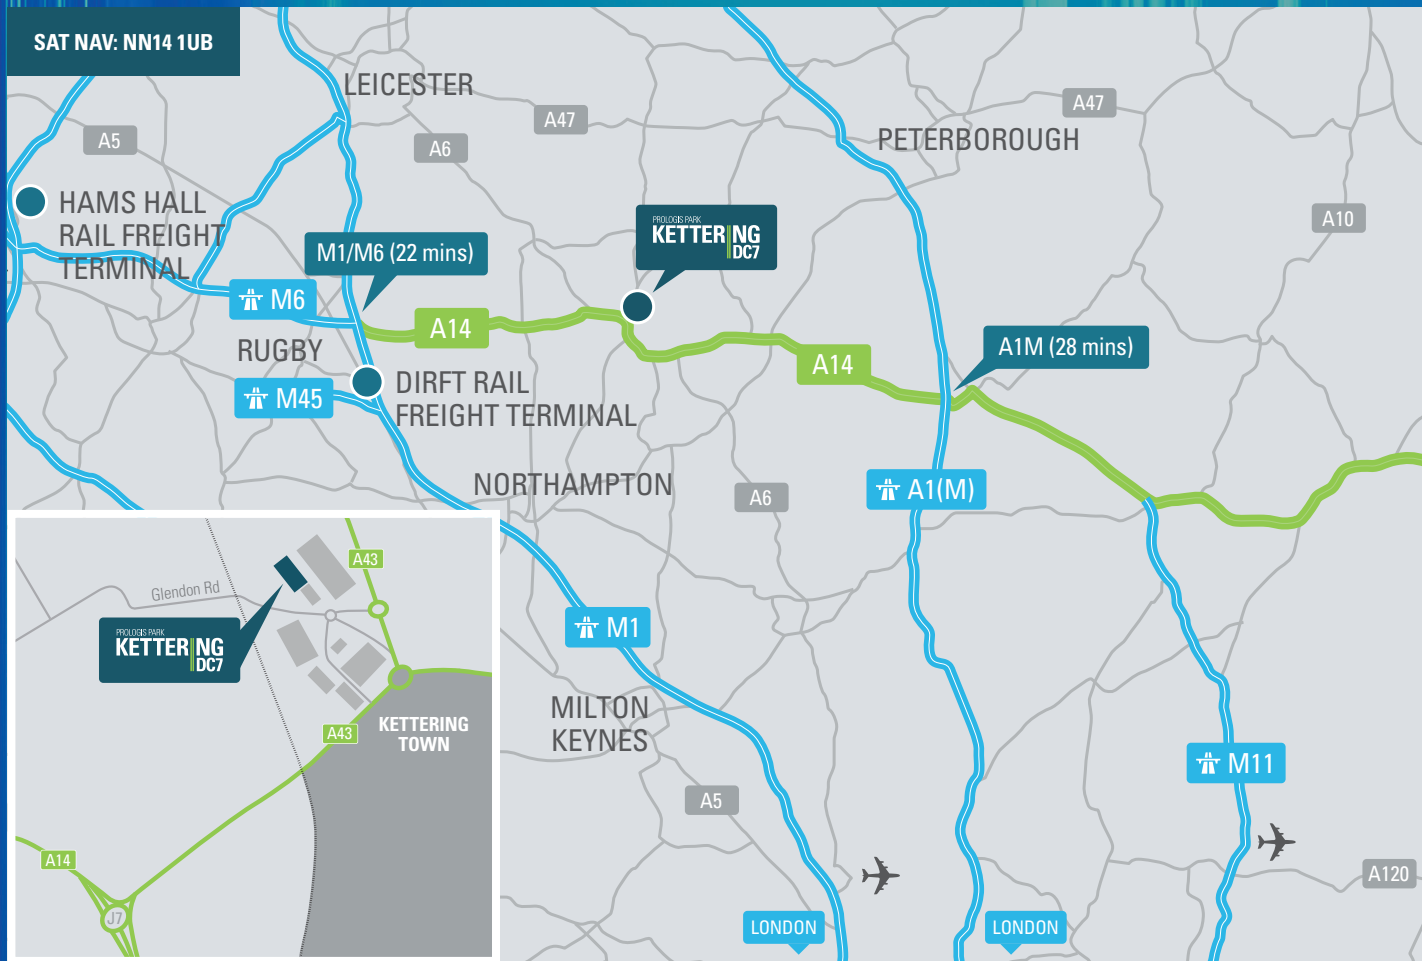 SAT NAV: NN14 1UB
LEICESTER
A47
A47
A5
A6
PETERBOROUGH
HAMS HALL
RAIL FREIGHT
TERMINAL
A10
PROLOGIS PARK
KETTERING
DC7
M1/M6 (22 mins)
M6
A14
RUGBY
A1M (28 mins)
A14
M45
DIRFT RAIL
FREIGHT TERMINAL
NORTHAMPTON
A6
A1(M)
A43
Glendon Rd
PROLOGIS PARK
KETTERING
DC7
M1
MILTON
KEYNES
KETTERING
TOWN
A43
M11
A5
A14
A120
J7
LONDON
LONDON